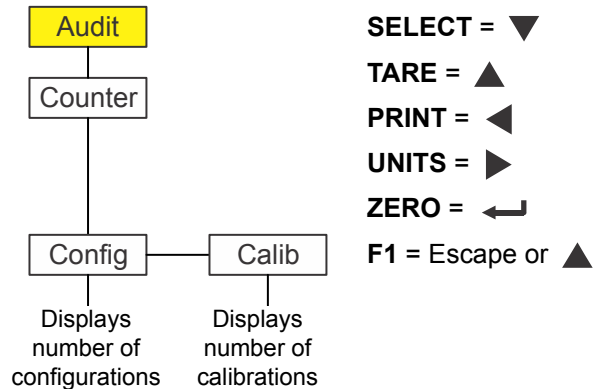 Audit
Counter
Config
Calib
Displays
number of
configurations
Displays
number of
calibrations
SELECT = ▼
TARE = ▲
PRINT = ◀
UNITS = ▶
ZERO = ↵
F1 = Escape or ▲